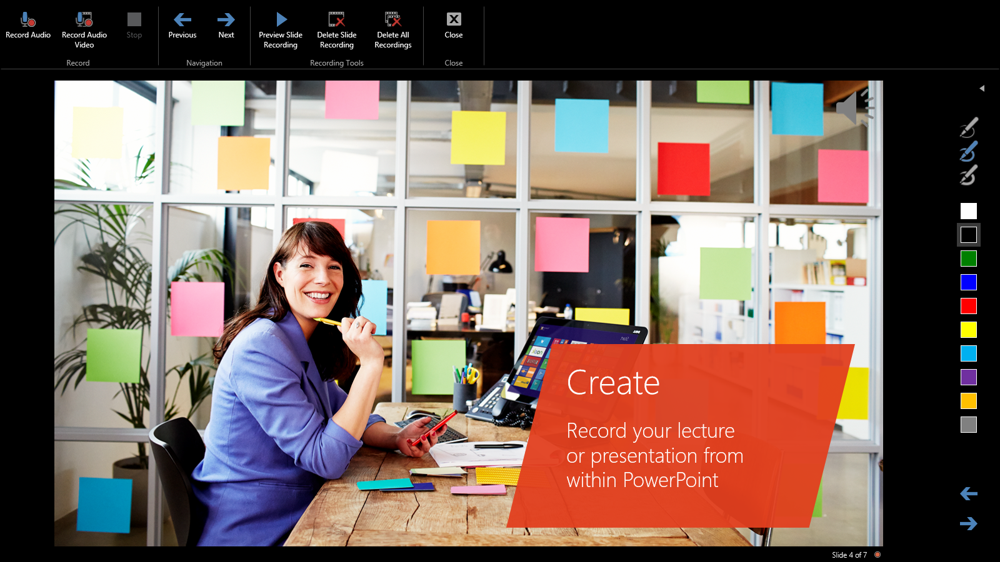 Record Audio
Record Audio
Video
Stop
Previous
Next
Preview Slide
Recording
Delete Slide
Recording
Delete All
Recordings
Close
Record
Navigation
Recording Tools
Close
Create
Record your lecture
or presentation from
within PowerPoint
Slide 4 of 7